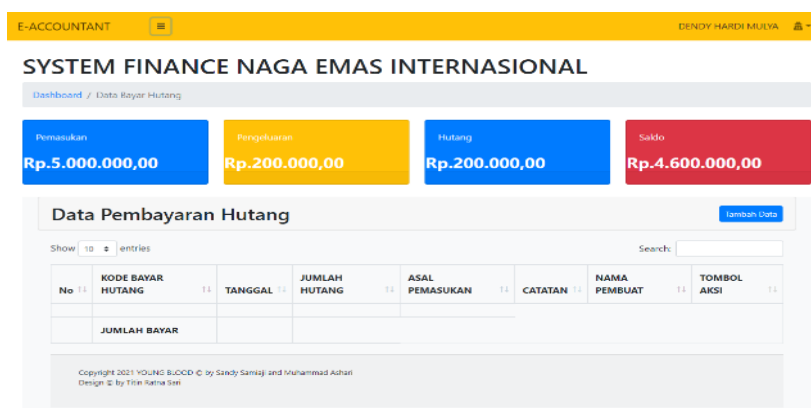 E-ACCOUNTANT
DENDY HARDI MULYA
SYSTEM FINANCE NAGA EMAS INTERNASIONAL
Dashboard / Data Bayar Hutang
Pemasukan
Rp.5.000.000,00
Pengeluaran
Rp.200.000,00
Hutang
Rp.200.000,00
Saldo
Rp.4.600.000,00
Data Pembayaran Hutang
Tambah Data
Show 10 entries
Search:
No
KODE BAYAR
HUTANG
TANGGAL
JUMLAH
HUTANG
ASAL
PEMASUKAN
CATATAN
NAMA
PEMBUAT
TOMBOL
AKSI
JUMLAH BAYAR
Copyright 2021 YOUNG BLOOD © by Sandy Samiaji and Muhammad Ashari
Design © by Titin Ratna Sari